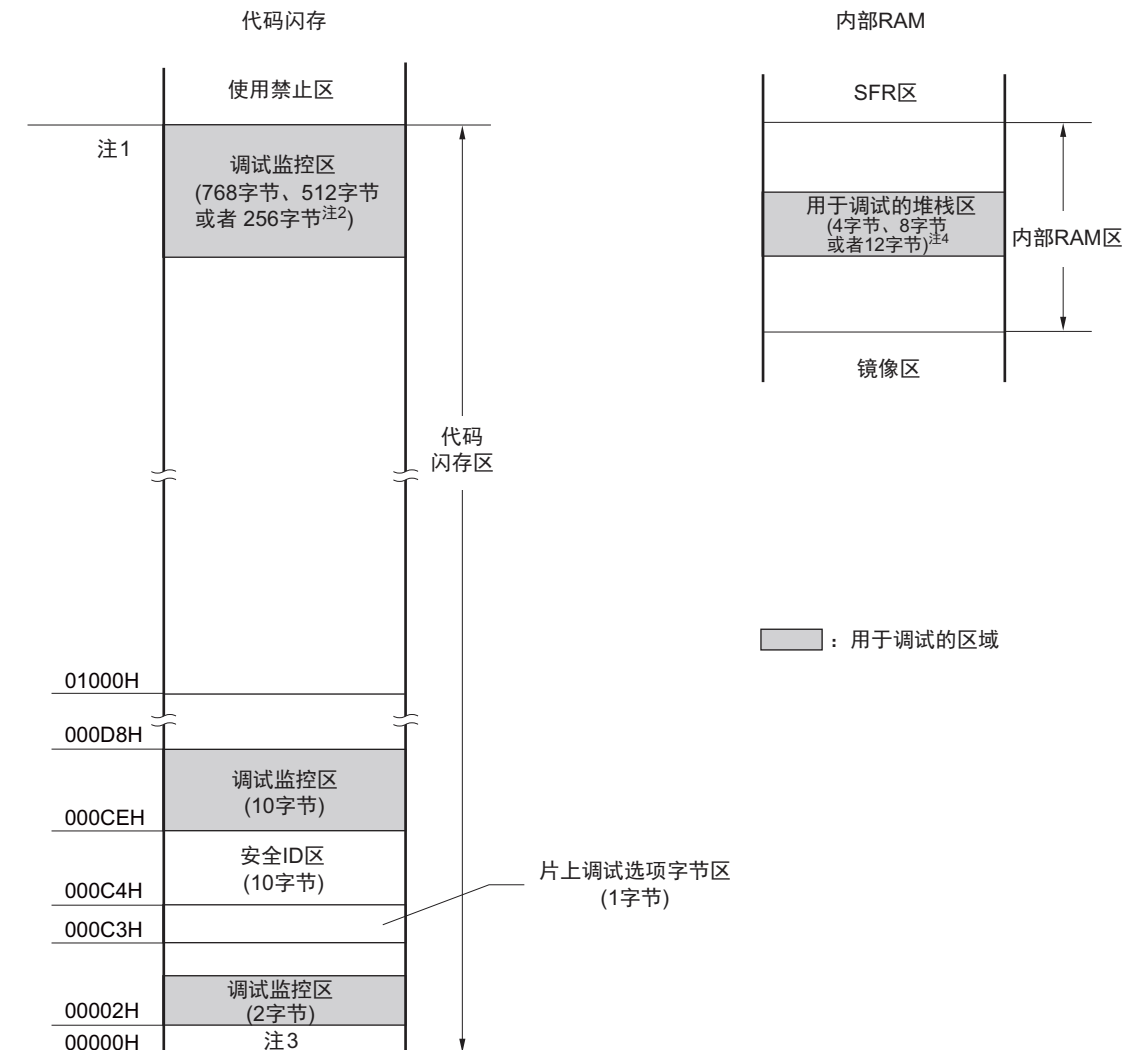 代码闪存
内部RAM
使用禁止区
SFR区
注1
调试监控区
(768字节、512字节
或者 256字节注2)
用于调试的堆栈区
(4字节、8字节
或者12字节)注4
内部RAM区
镜像区
代码
闪存区
：用于调试的区域
01000H
000D8H
调试监控区
(10字节)
000CEH
安全ID区
(10字节)
000C4H
片上调试选项字节区
(1字节)
000C3H
调试监控区
(2字节)
00002H
00000H
注3